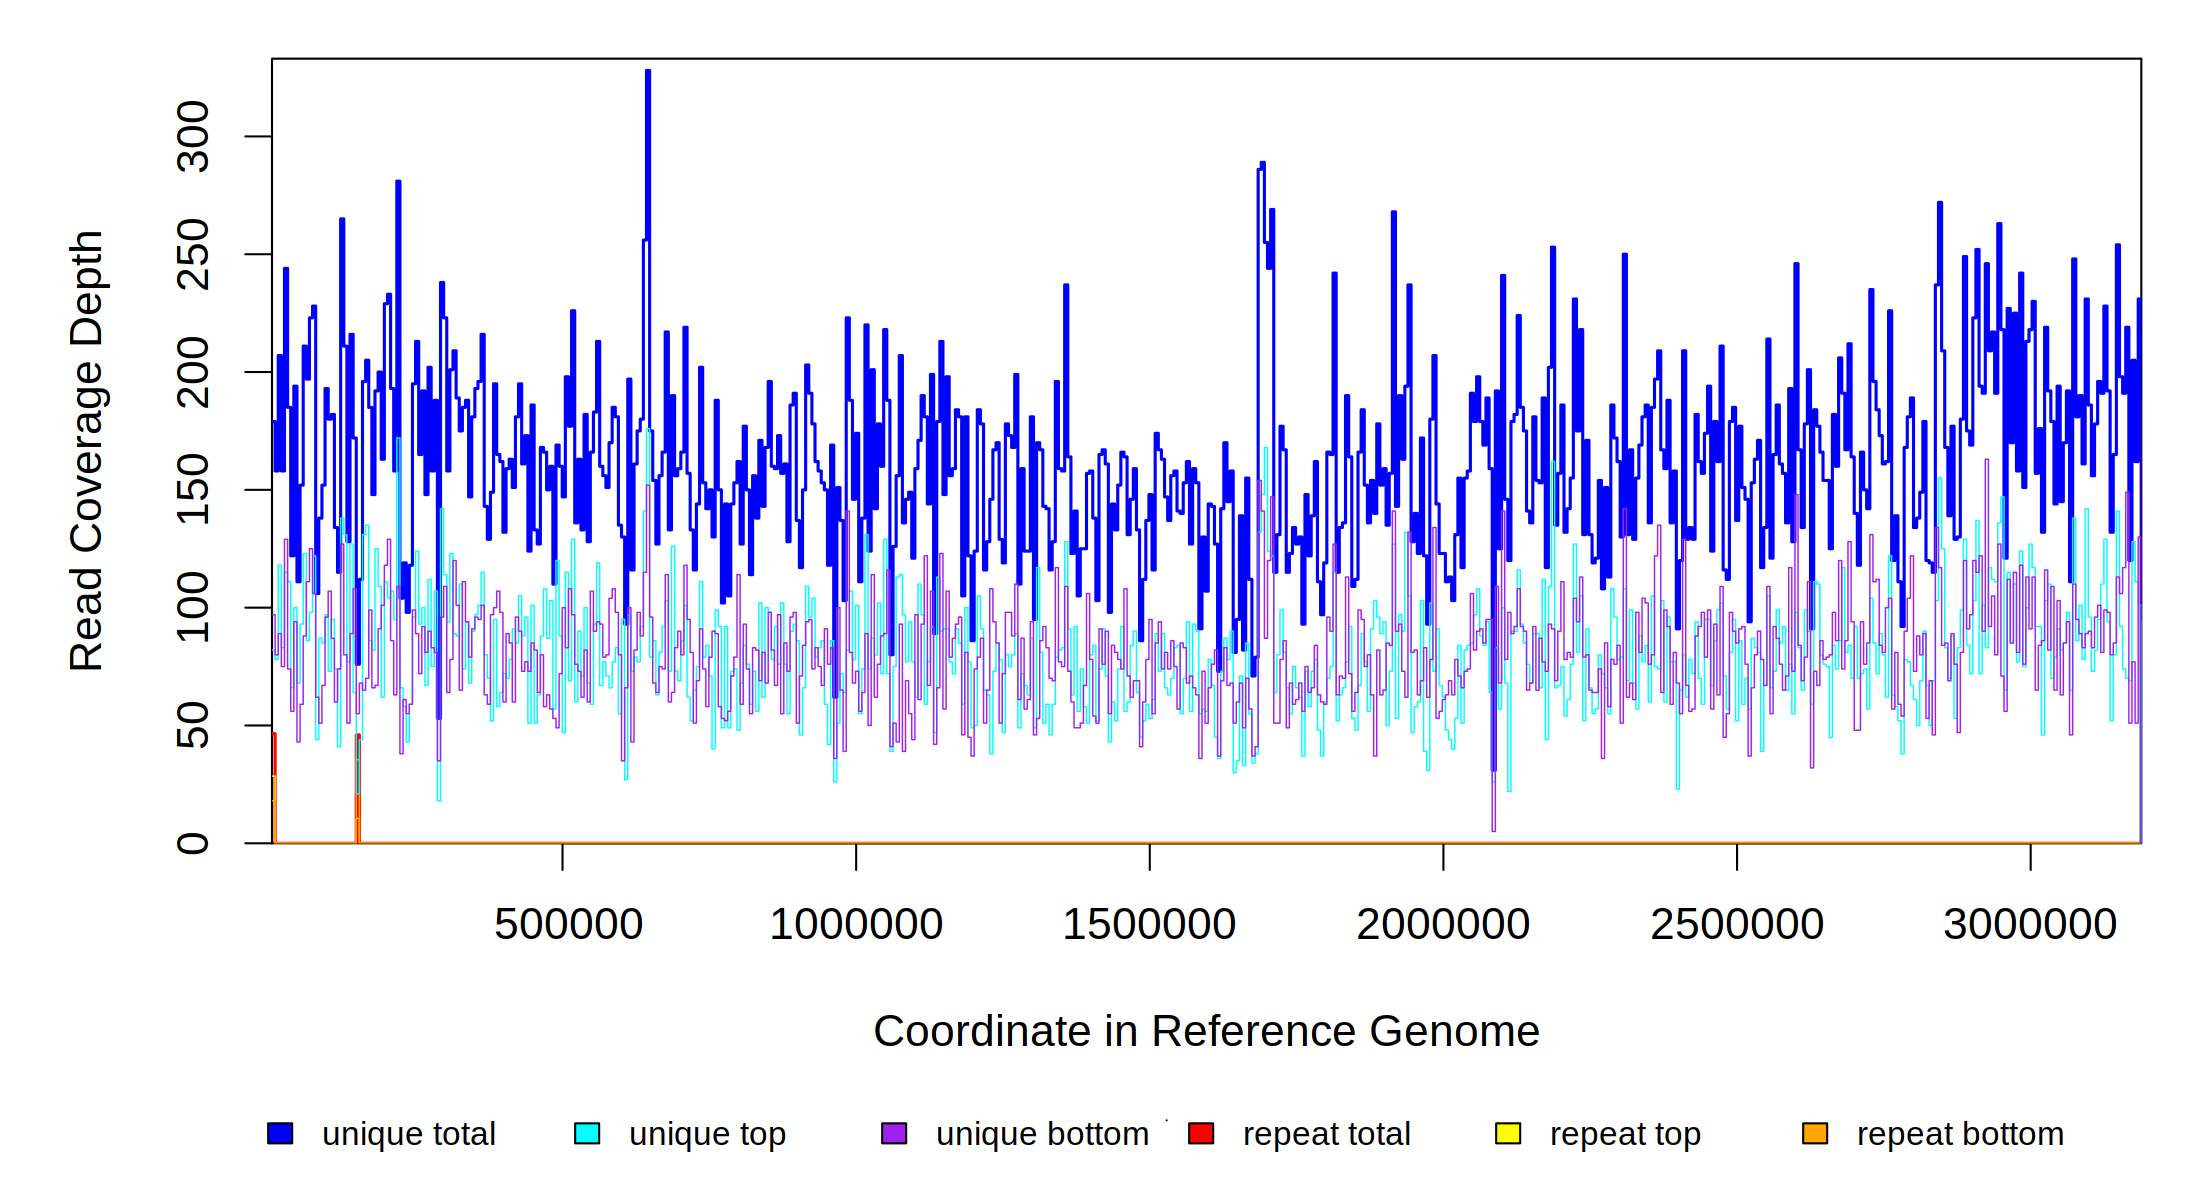 Read Coverage Depth
300
250
200
150
100
50
0
500000 1000000 1500000 2000000 2500000 3000000
Coordinate in Reference Genome
unique total unique top unique bottom repeat total repeat top repeat bottom